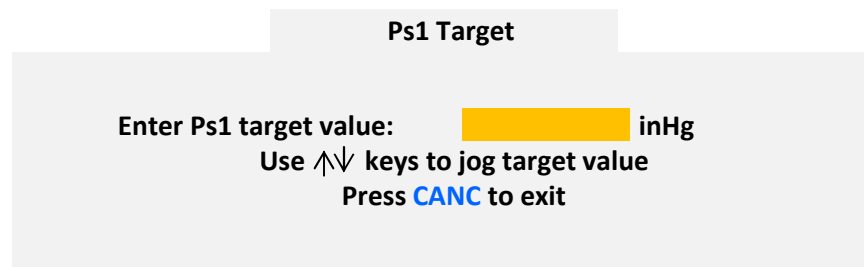 Ps1 Target
Enter Ps1 target value: inHg
Use ↑↓ keys to jog target value
Press CANC to exit